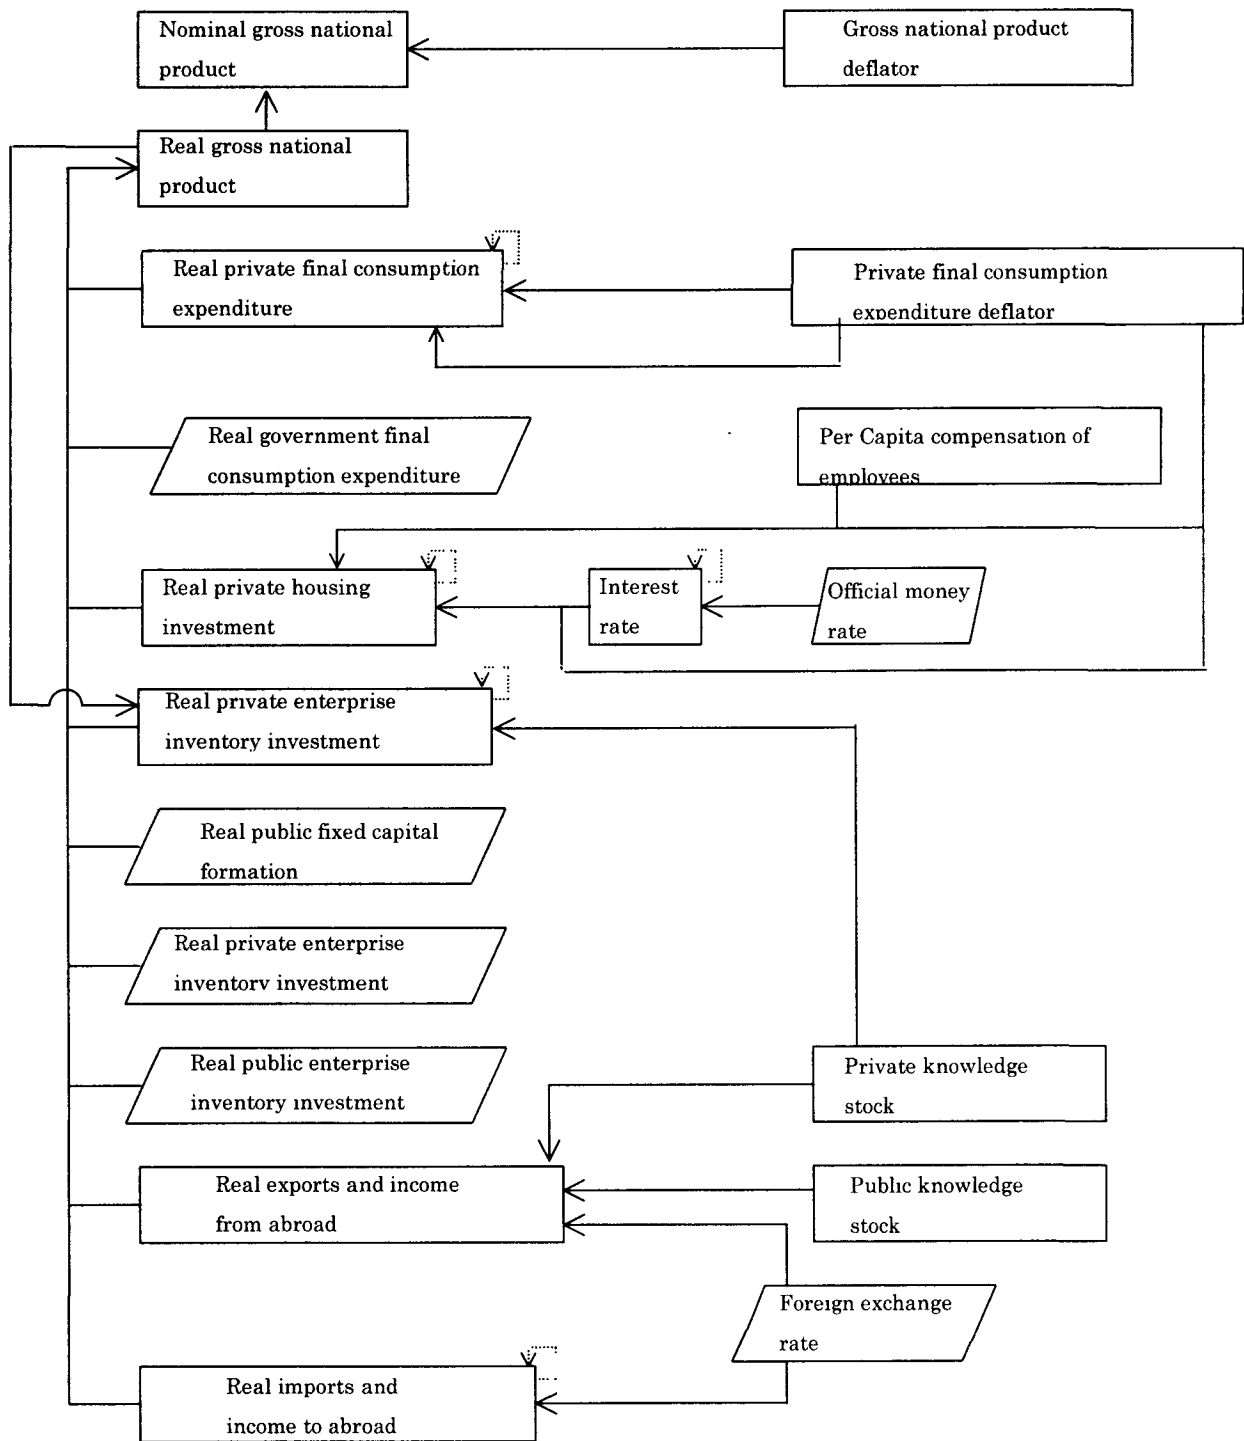 Nominal gross national
product
Gross national product
deflator
Real gross national
product
Real private final consumption
expenditure
Private final consumption
expenditure deflator
Real government final
consumption expenditure
Per Capita compensation of
employees
Real private housing
investment
Interest
rate
Official money
rate
Real private enterprise
inventory investment
Real public fixed capital
formation
Real private enterprise
inventory investment
Real public enterprise
inventory investment
Private knowledge
stock
Real exports and income
from abroad
Public knowledge
stock
Foreign exchange
rate
Real imports and
income to abroad